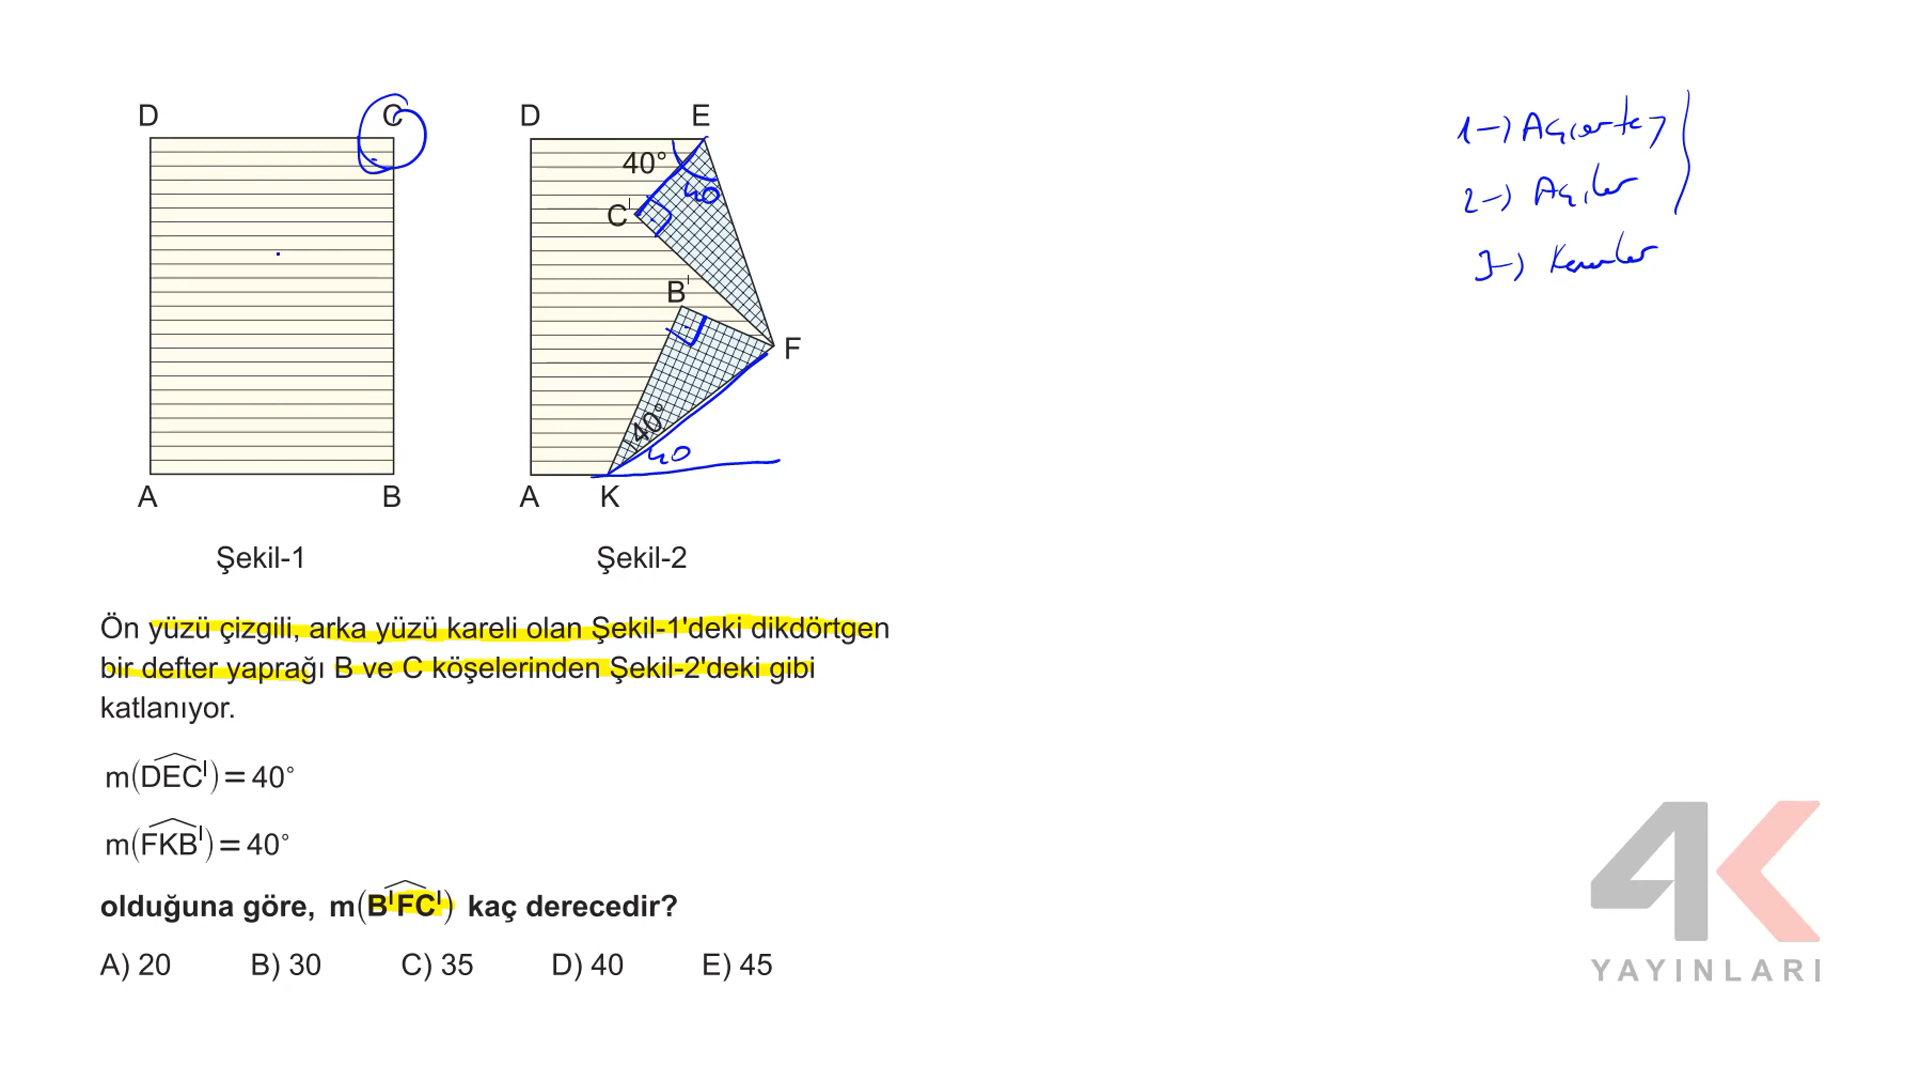 D C
D E
40°
40
C'
B'
F
40°
40
A B
A K
Şekil-1
Şekil-2
1-) Açıortay
2-) Açılar
3-) Kenarlar
Ön yüzü çizgili, arka yüzü kareli olan Şekil-1'deki dikdörtgen
bir defter yaprağı B ve C köşelerinden Şekil-2'deki gibi
katlanıyor.
m(DEC') = 40°
m(FKB') = 40°
olduğuna göre, m(B'FC') kaç derecedir?
A) 20 B) 30 C) 35 D) 40 E) 45
4K
YAYINLARI